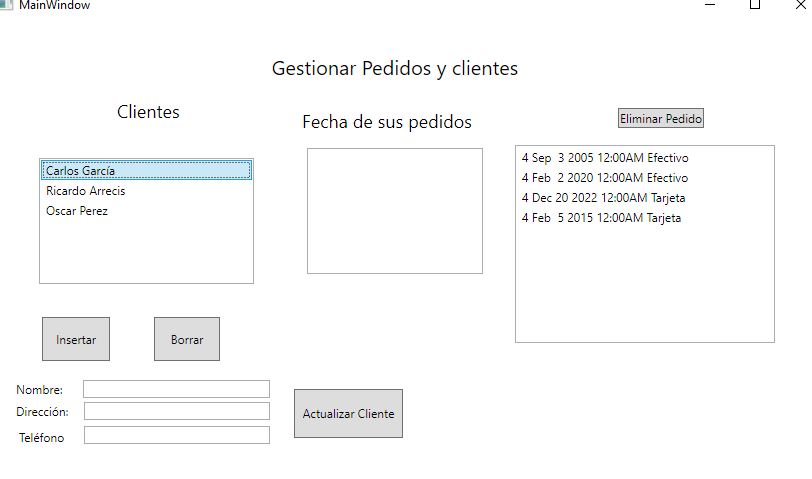 MainWindow
Gestionar Pedidos y clientes
Clientes
Fecha de sus pedidos
Eliminar Pedido
Carlos García
Ricardo Arrecis
Oscar Perez
4 Sep  3 2005 12:00AM Efectivo
4 Feb  2 2020 12:00AM Efectivo
4 Dec 20 2022 12:00AM Tarjeta
4 Feb  5 2015 12:00AM Tarjeta
Insertar
Borrar
Nombre:
Dirección:
Teléfono
Actualizar Cliente